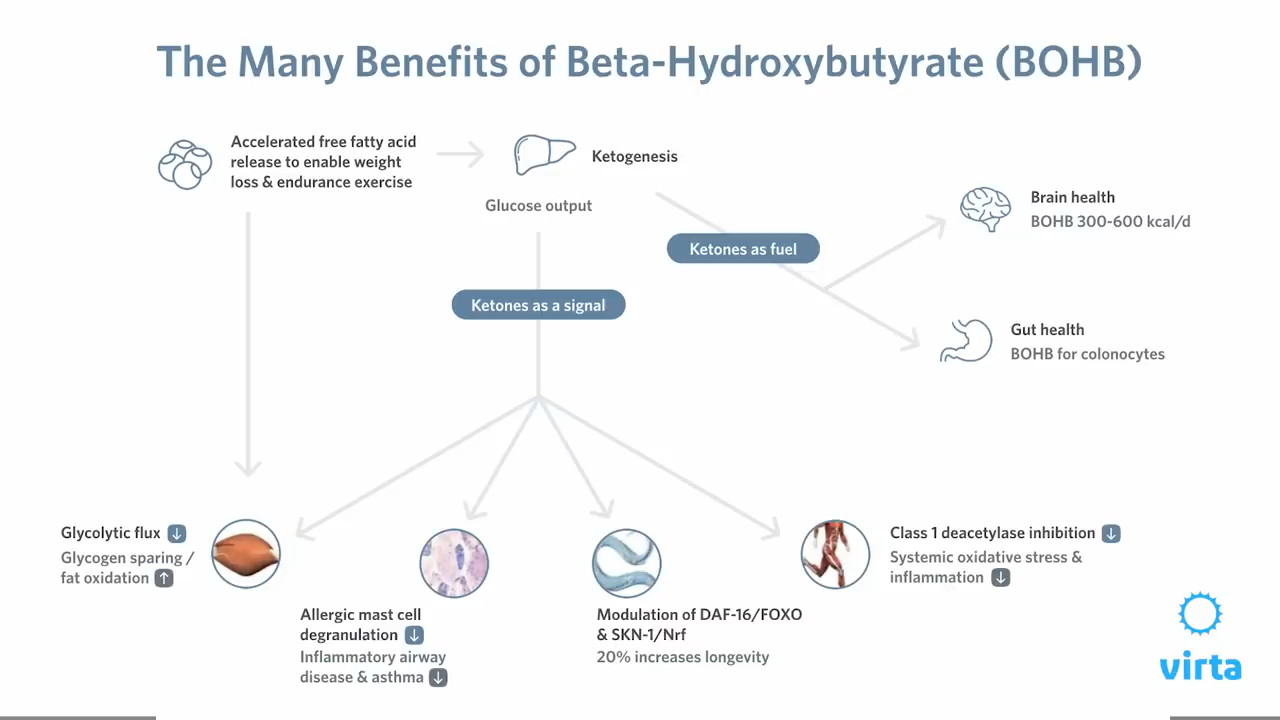 The Many Benefits of Beta-Hydroxybutyrate (BOHB)
Accelerated free fatty acid
release to enable weight
loss & endurance exercise
Ketogenesis
Glucose output
Brain health
BOHB 300-600 kcal/d
Ketones as fuel
Ketones as a signal
Gut health
BOHB for colonocytes
Glycolytic flux ↓
Glycogen sparing /
fat oxidation ↑
Allergic mast cell
degranulation ↓
Inflammatory airway
disease & asthma ↓
Modulation of DAF-16/FOXO
& SKN-1/Nrf
20% increases longevity
Class 1 deacetylase inhibition ↓
Systemic oxidative stress &
inflammation ↓
virta